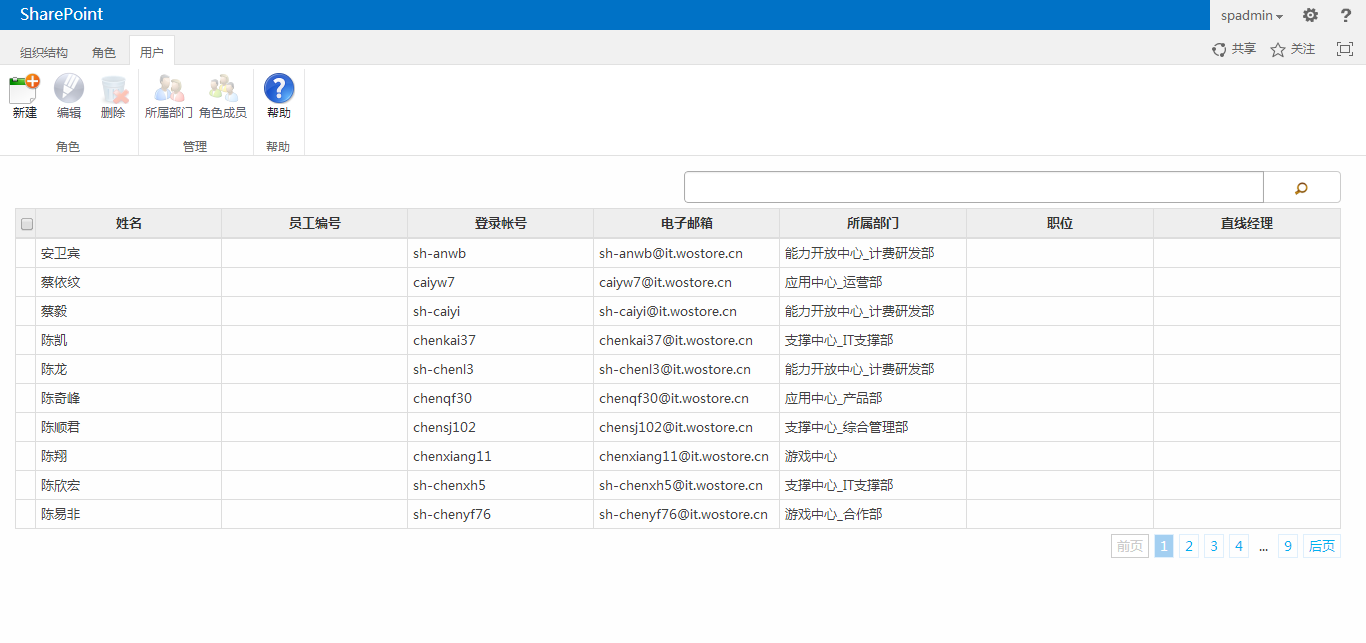 SharePoint spadmin ?
组织结构 角色 用户 共享 关注
新建 编辑 删除 所属部门 角色成员 帮助
角色 管理 帮助
姓名 员工编号 登录帐号 电子邮箱 所属部门 职位 直线经理
安卫宾 sh-anwb sh-anwb@it.wostore.cn 能力开放中心_计费研发部
蔡依纹 caiyw7 caiyw7@it.wostore.cn 应用中心_运营部
蔡毅 sh-caiyi sh-caiyi@it.wostore.cn 能力开放中心_计费研发部
陈凯 chenkai37 chenkai37@it.wostore.cn 支撑中心_IT支撑部
陈龙 sh-chenl3 sh-chenl3@it.wostore.cn 能力开放中心_计费研发部
陈奇峰 chenqf30 chenqf30@it.wostore.cn 应用中心_产品部
陈顺君 chensj102 chensj102@it.wostore.cn 支撑中心_综合管理部
陈翔 chenxiang11 chenxiang11@it.wostore.cn 游戏中心
陈欣宏 sh-chenxh5 sh-chenxh5@it.wostore.cn 支撑中心_IT支撑部
陈易非 sh-chenyf76 sh-chenyf76@it.wostore.cn 游戏中心_合作部
前页 1 2 3 4 ... 9 后页